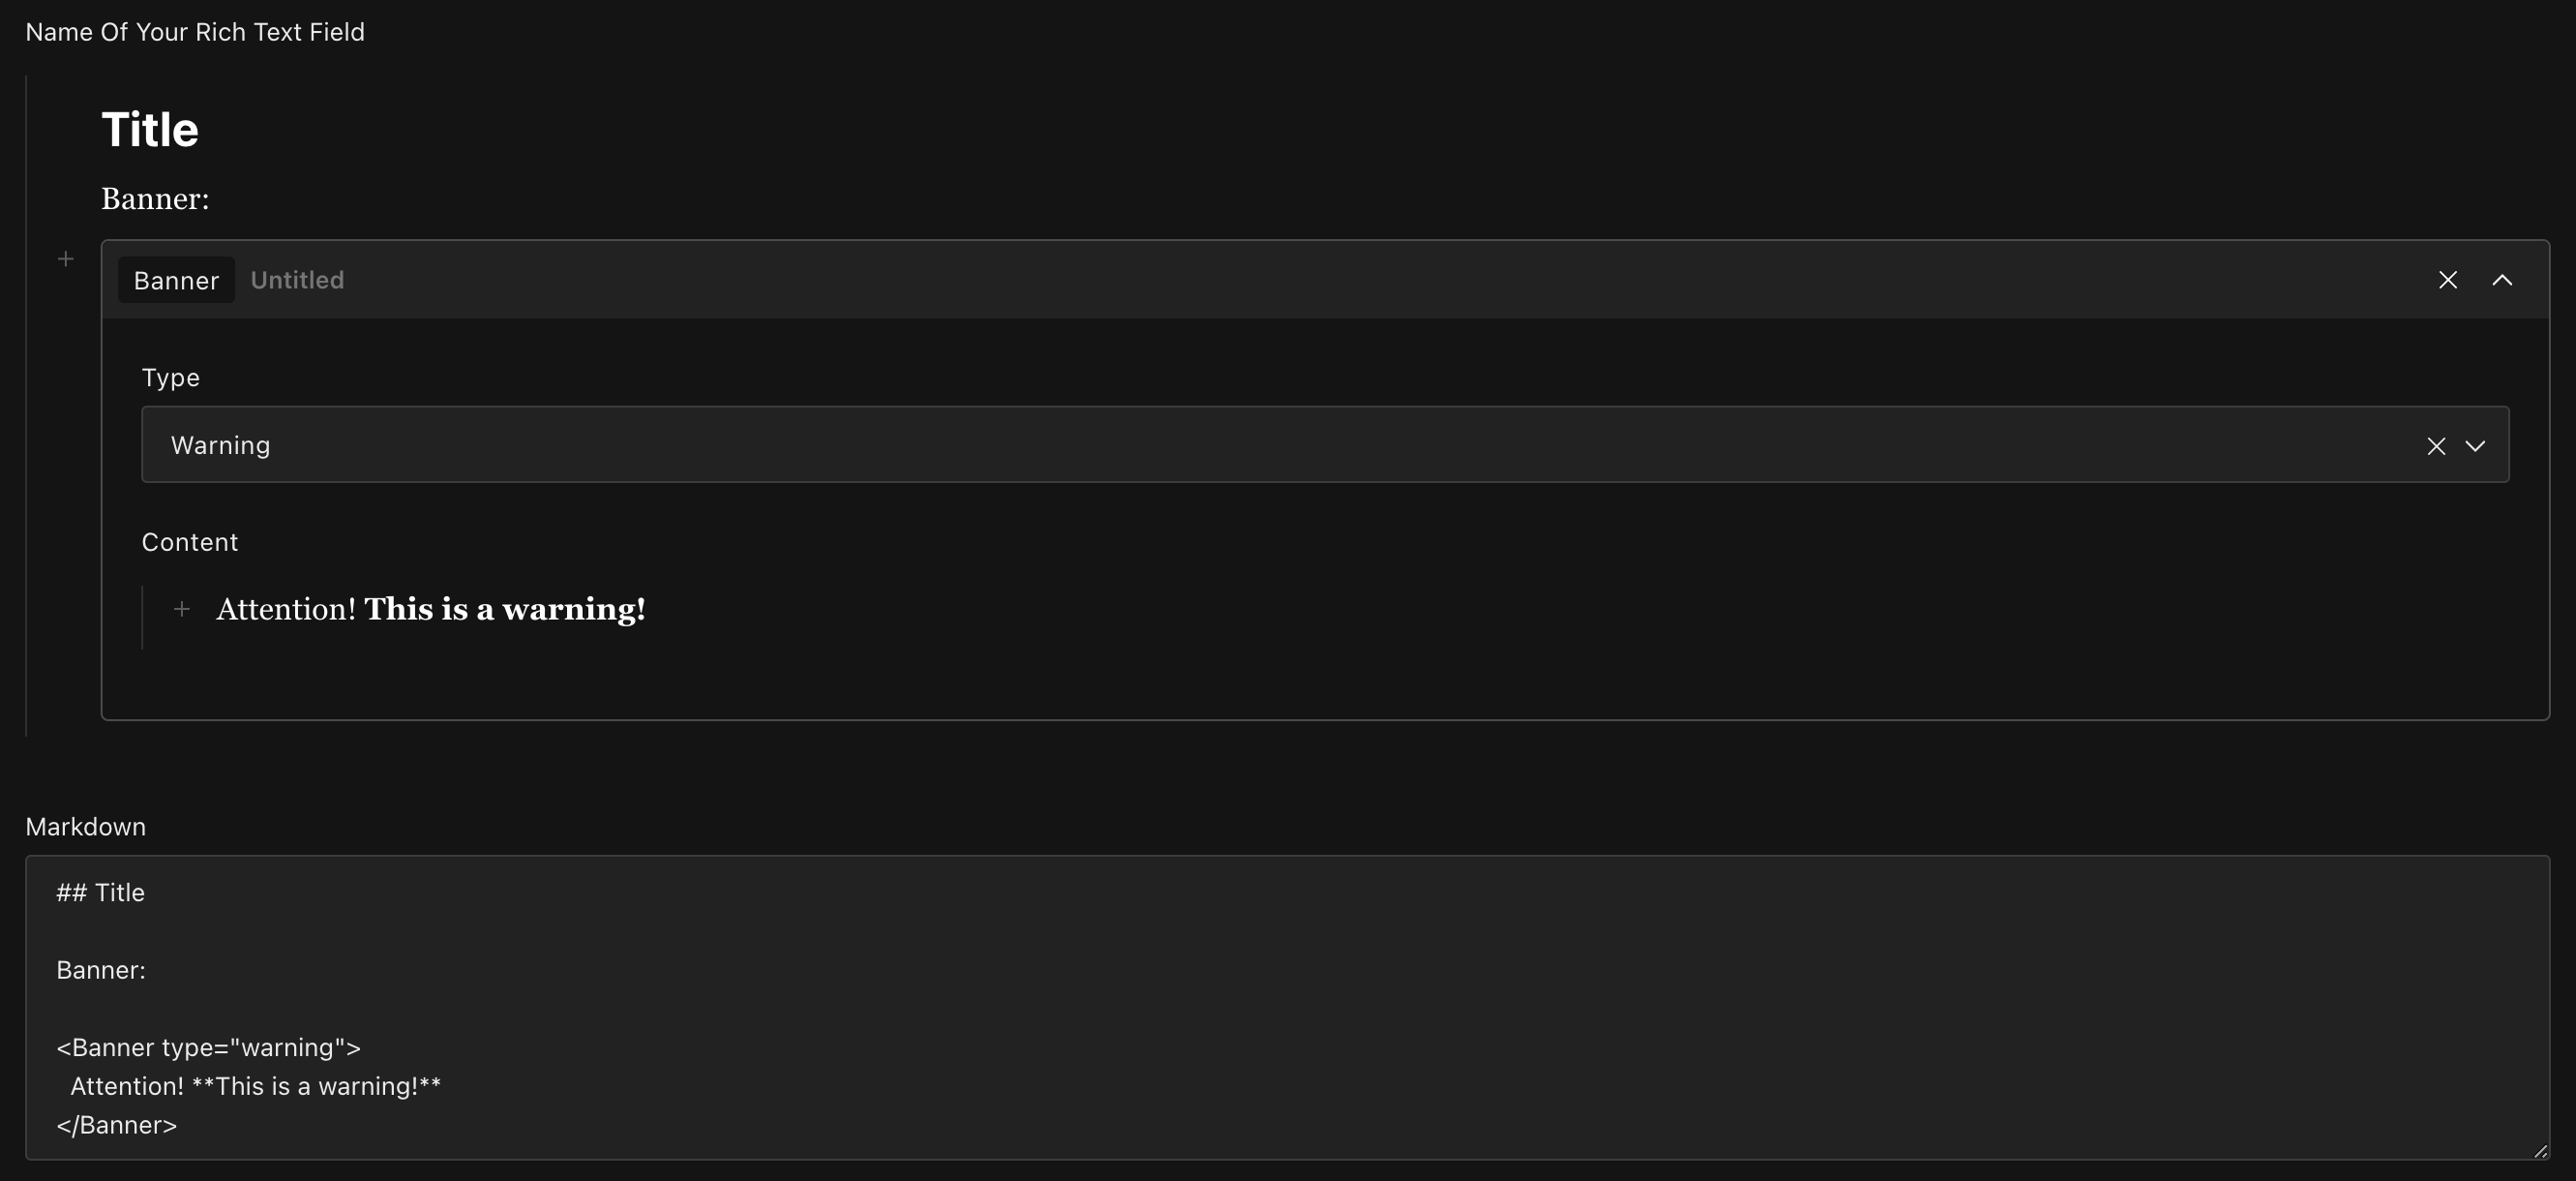 Name Of Your Rich Text Field
Title
Banner:
Banner Untitled
Type
Warning
Content
Attention! This is a warning!
Markdown
## Title
Banner:
<Banner type="warning">
Attention! **This is a warning!**
</Banner>